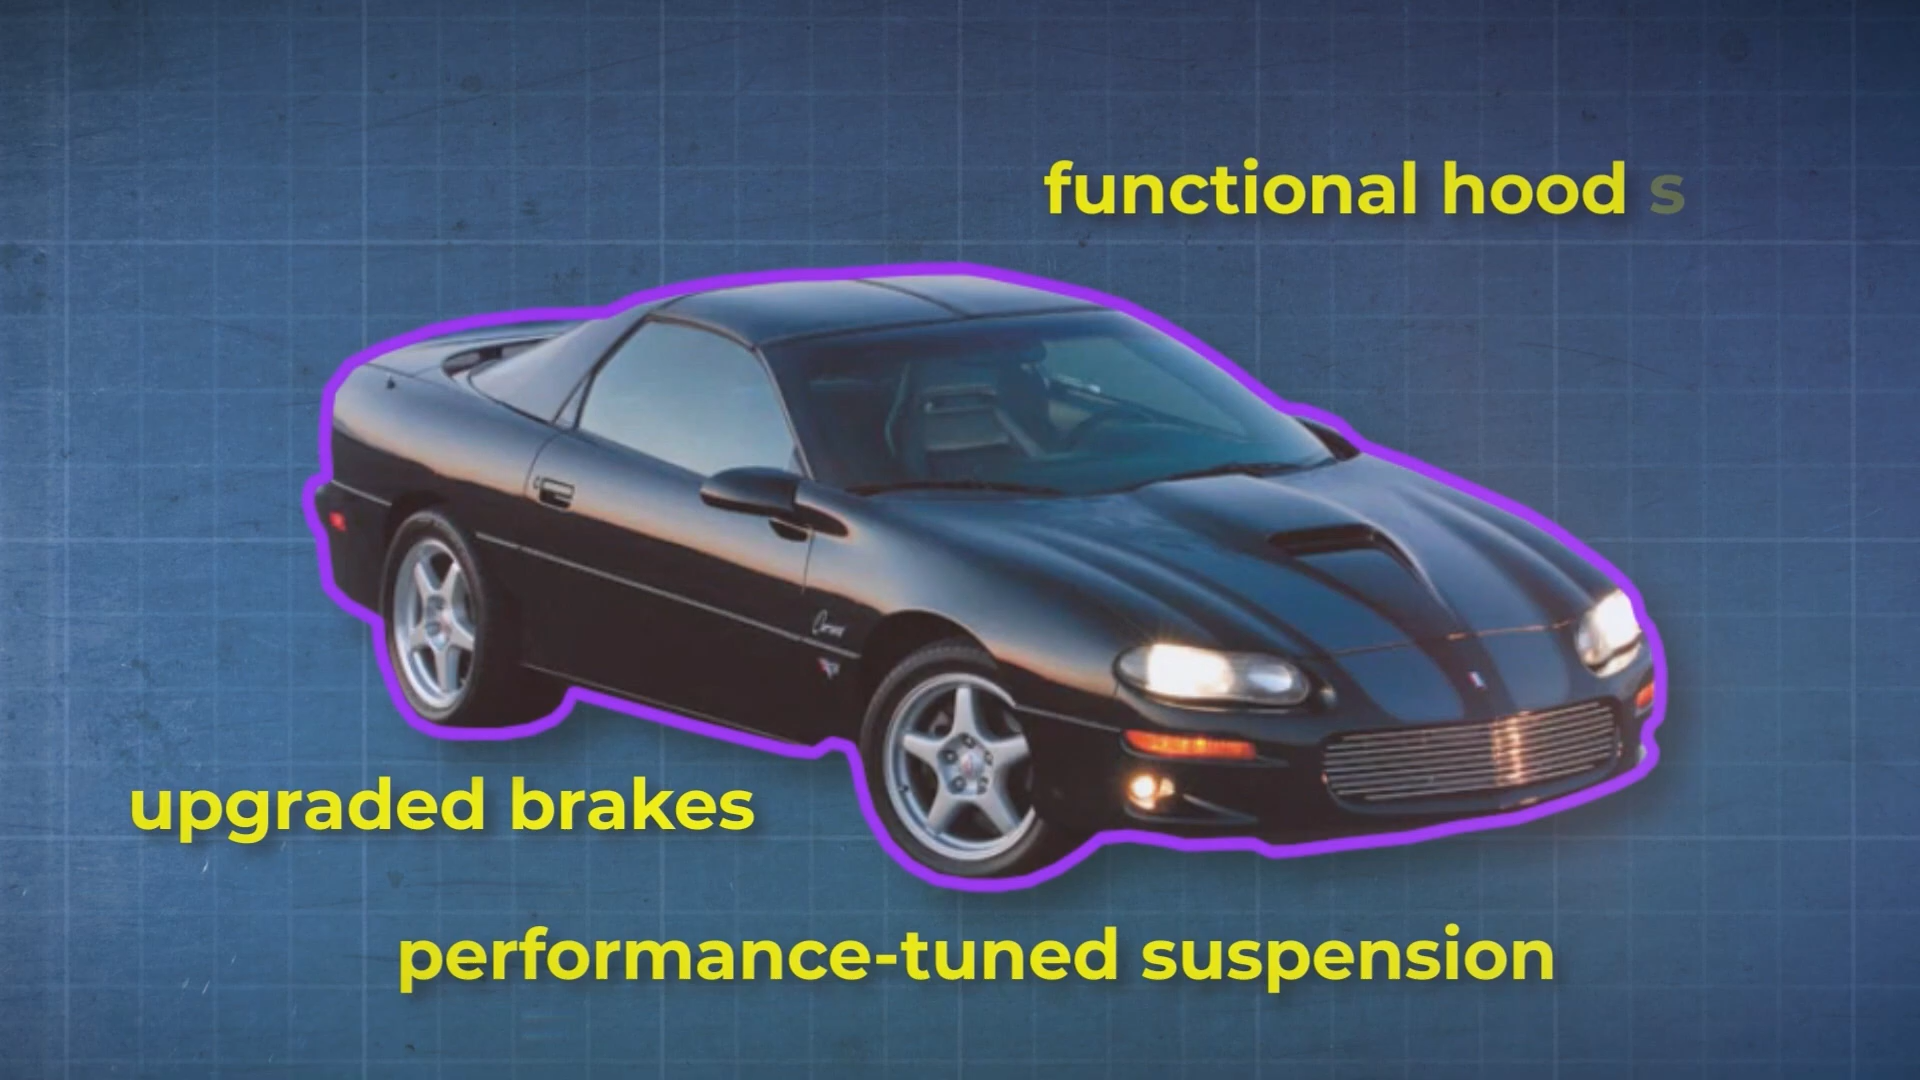 functional hood s
upgraded brakes
performance-tuned suspension